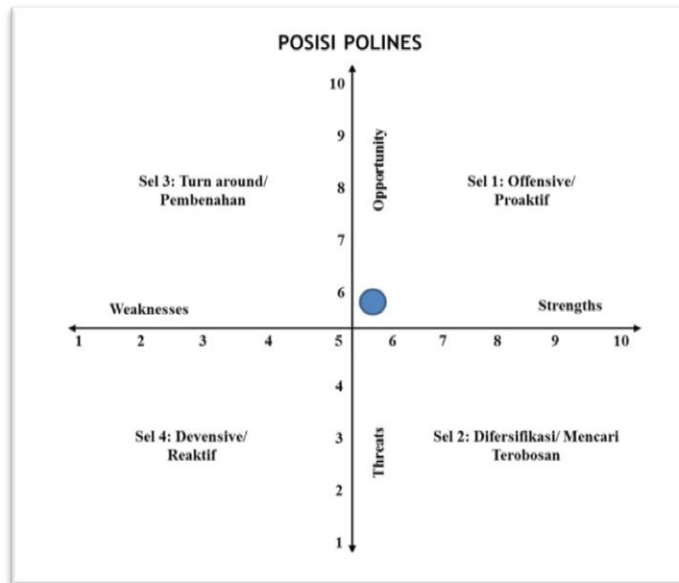 POSISI POLINES
10
9
Opportunity
Sel 3: Turn around/
Pembenahan
8
Sel 1: Offensive/
Proaktif
7
6
Weaknesses
Strengths
1 2 3 4 5 6 7 8 9 10
4
Sel 4: Devensive/
Reaktif
3
Threats
Sel 2: Difersifikasi/ Mencari
Terobosan
2
1